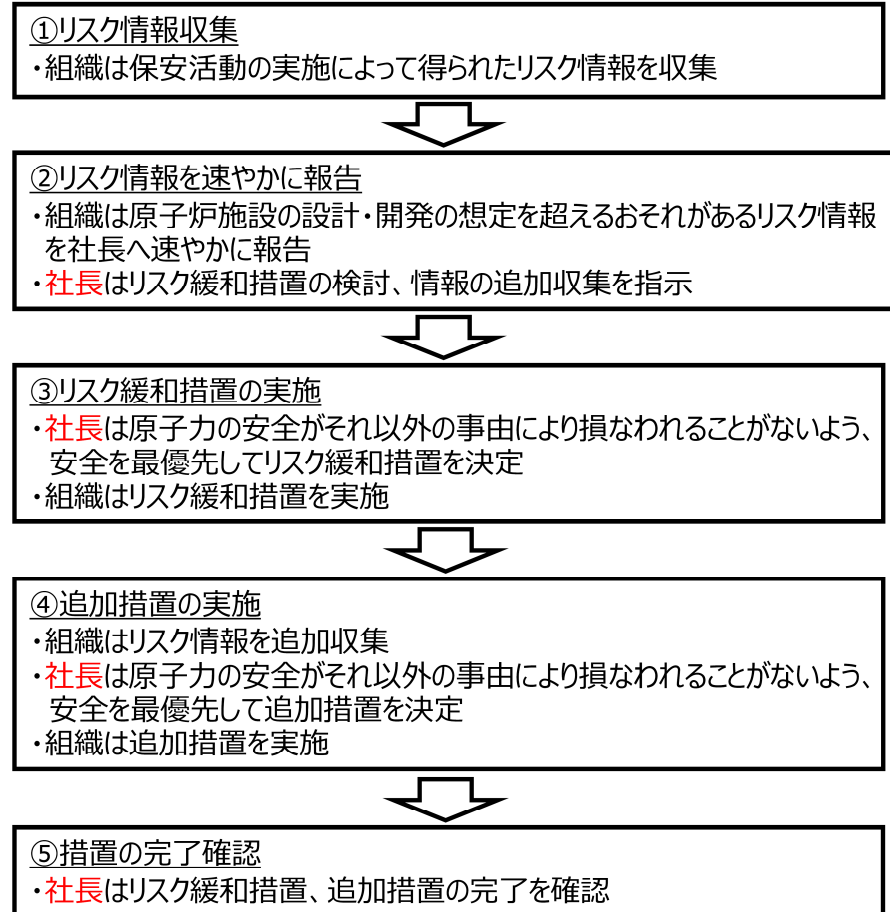 ①リスク情報収集
・組織は保安活動の実施によって得られたリスク情報を収集
②リスク情報を速やかに報告
・組織は原子炉施設の設計・開発の想定を超えるおそれがあるリスク情報
を社長へ速やかに報告
・社長はリスク緩和措置の検討、情報の追加収集を指示
③リスク緩和措置の実施
・社長は原子力の安全がそれ以外の事由により損なわれることがないよう、
安全を最優先してリスク緩和措置を決定
・組織はリスク緩和措置を実施
④追加措置の実施
・組織はリスク情報を追加収集
・社長は原子力の安全がそれ以外の事由により損なわれることがないよう、
安全を最優先して追加措置を決定
・組織は追加措置を実施
⑤措置の完了確認
・社長はリスク緩和措置、追加措置の完了を確認